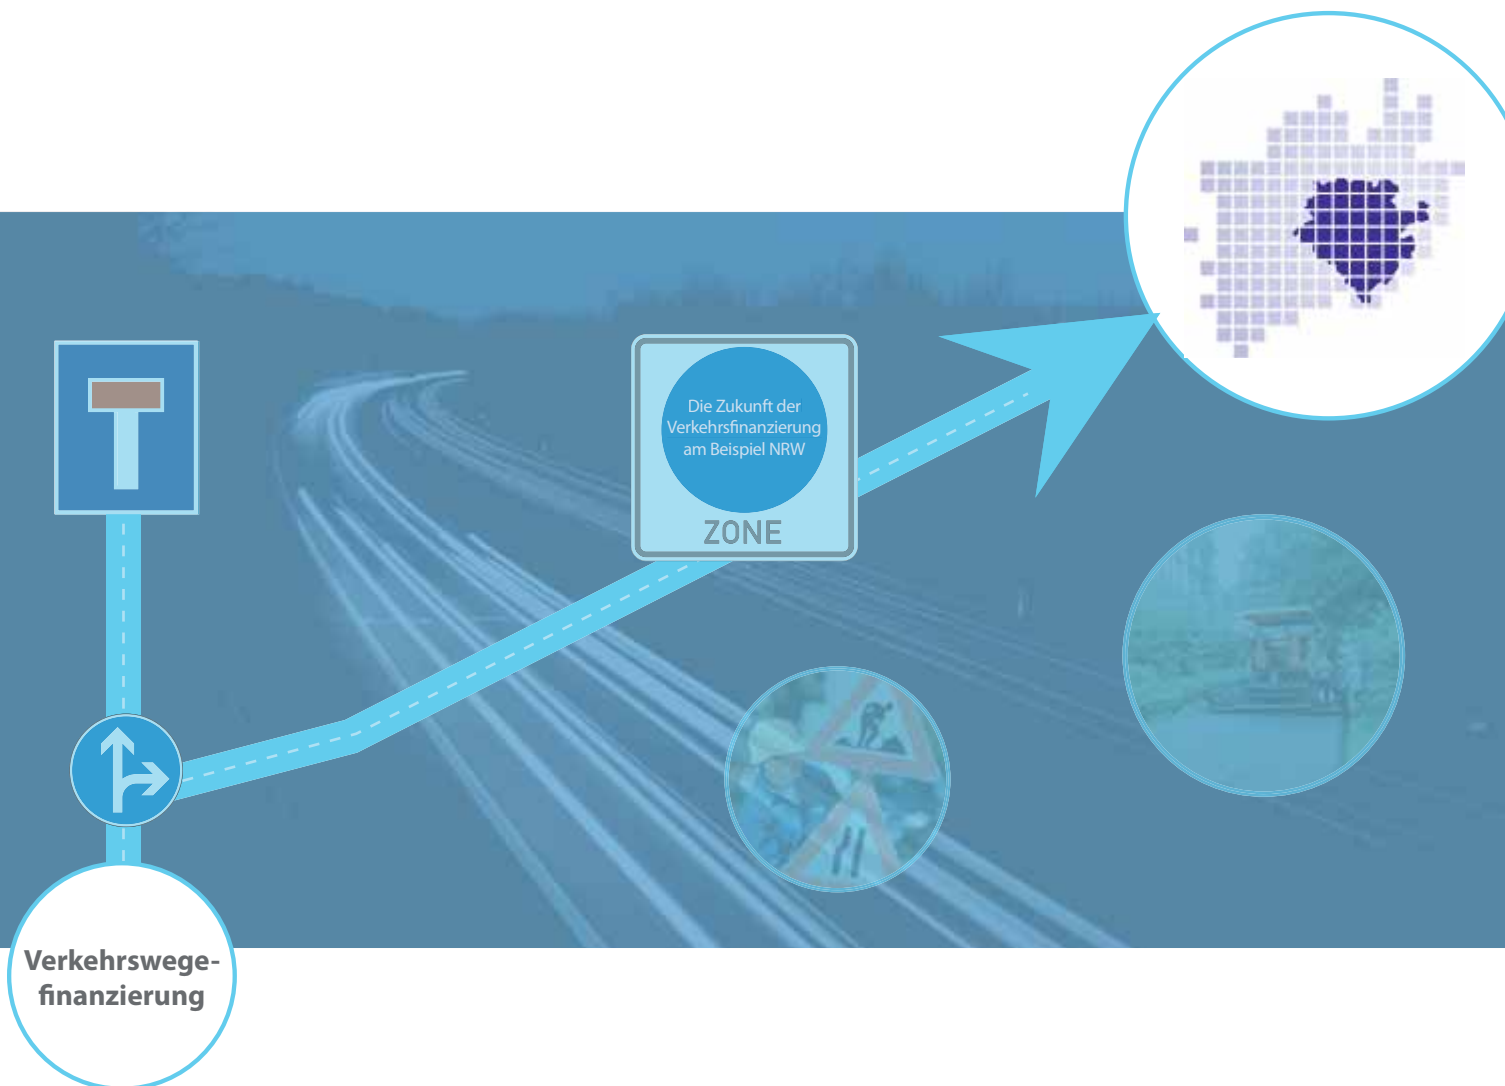 Die Zukunft der
Verkehrsfinanzierung
am Beispiel NRW
ZONE
Verkehrswege-
finanzierung